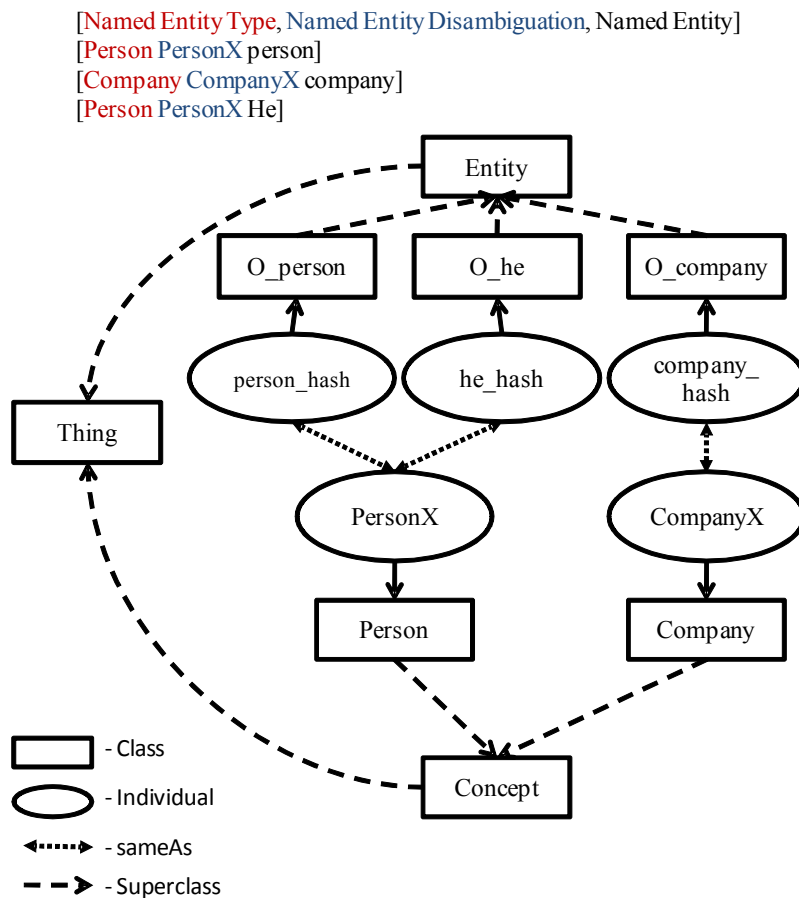 [Named Entity Type, Named Entity Disambiguation, Named Entity]
[Person PersonX person]
[Company CompanyX company]
[Person PersonX He]
Entity
O_person
O_he
O_company
person_hash
he_hash
company_
hash
Thing
PersonX
CompanyX
Person
Company
Concept
- Class
- Individual
- sameAs
- Superclass